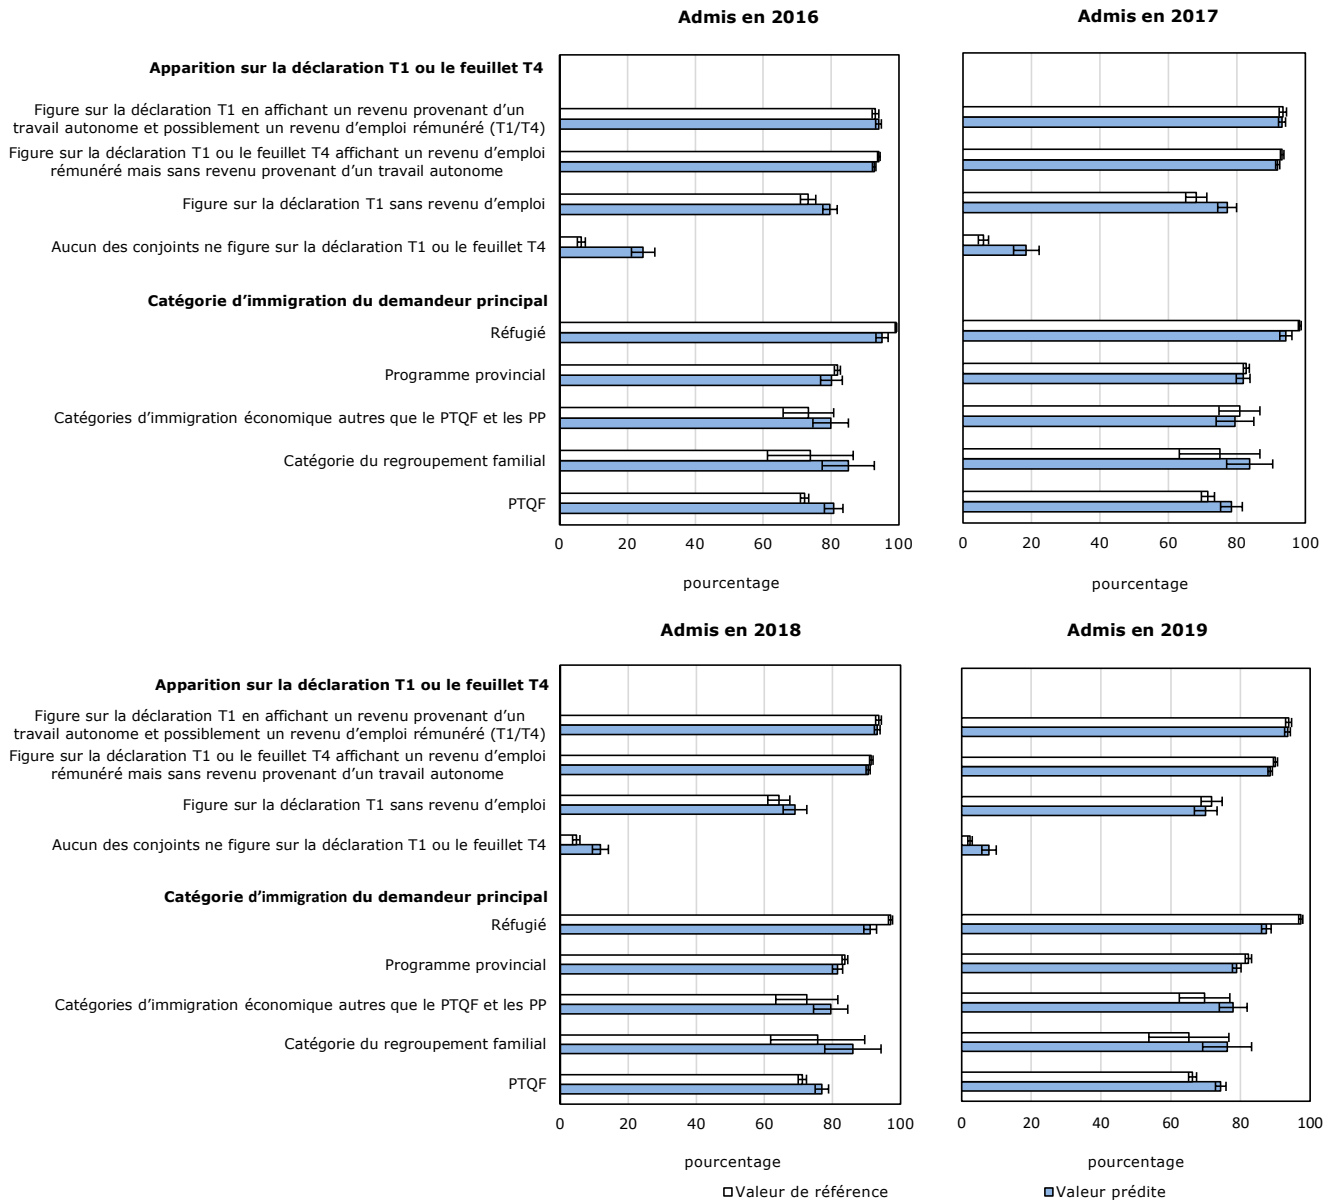 Admis en 2016
Admis en 2017
Apparition sur la déclaration T1 ou le feuillet T4
Figure sur la déclaration T1 en affichant un revenu provenant d’un
travail autonome et possiblement un revenu d’emploi rémunéré (T1/T4)
Figure sur la déclaration T1 ou le feuillet T4 affichant un revenu d’emploi
rémunéré mais sans revenu provenant d’un travail autonome
Figure sur la déclaration T1 sans revenu d’emploi
Aucun des conjoints ne figure sur la déclaration T1 ou le feuillet T4
Catégorie d’immigration du demandeur principal
Réfugié
Programme provincial
Catégories d’immigration économique autres que le PTQF et les PP
Catégorie du regroupement familial
PTQF
0 20 40 60 80 100
0 20 40 60 80 100
pourcentage
pourcentage
Admis en 2018
Admis en 2019
Apparition sur la déclaration T1 ou le feuillet T4
Figure sur la déclaration T1 en affichant un revenu provenant d’un
travail autonome et possiblement un revenu d’emploi rémunéré (T1/T4)
Figure sur la déclaration T1 ou le feuillet T4 affichant un revenu d’emploi
rémunéré mais sans revenu provenant d’un travail autonome
Figure sur la déclaration T1 sans revenu d’emploi
Aucun des conjoints ne figure sur la déclaration T1 ou le feuillet T4
Catégorie d’immigration du demandeur principal
Réfugié
Programme provincial
Catégories d’immigration économique autres que le PTQF et les PP
Catégorie du regroupement familial
PTQF
0 20 40 60 80 100
0 20 40 60 80 100
pourcentage
pourcentage
Valeur de référence
Valeur prédite